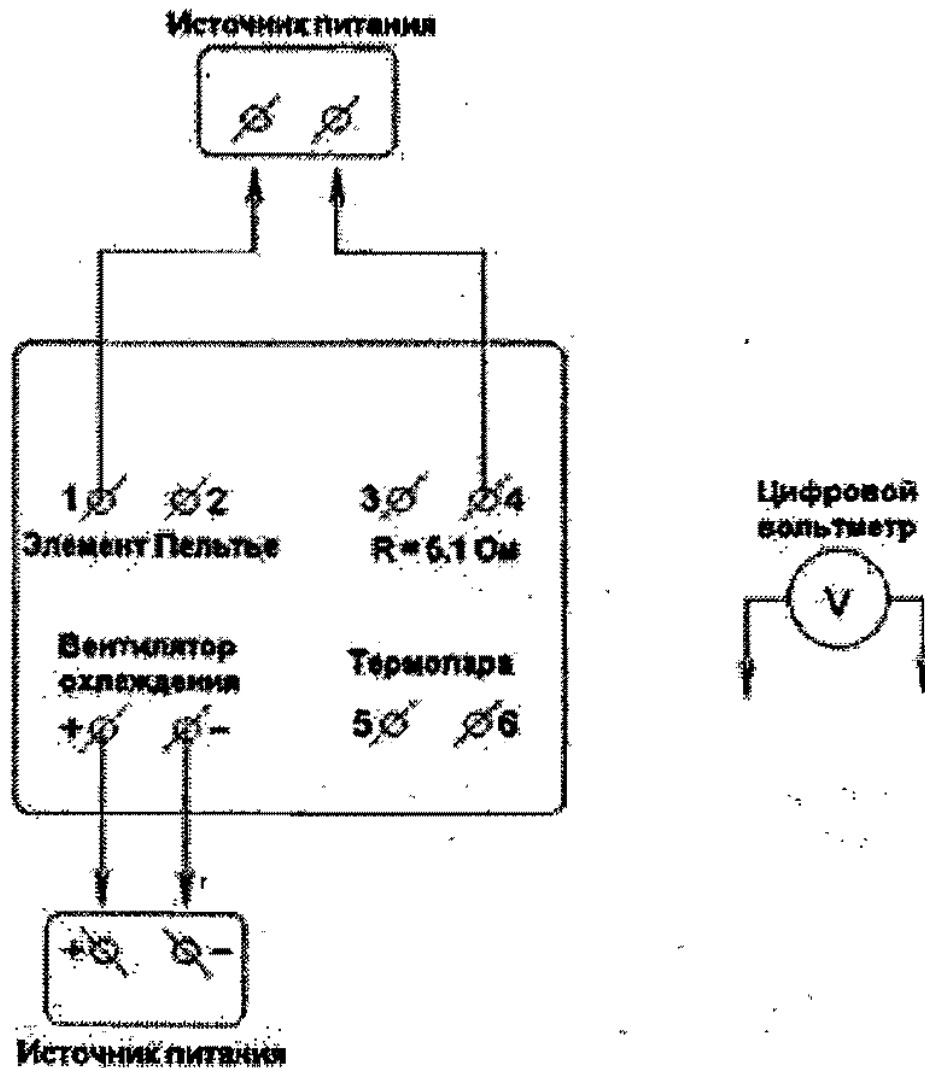 Источник питания
1 2 3 4
Элемент Пельтье R = 5.1 Ом
Цифровой
вольтметр
V
Вентилятор
охлаждения
Термопара
+ - 5 6
+ -
Источник питания